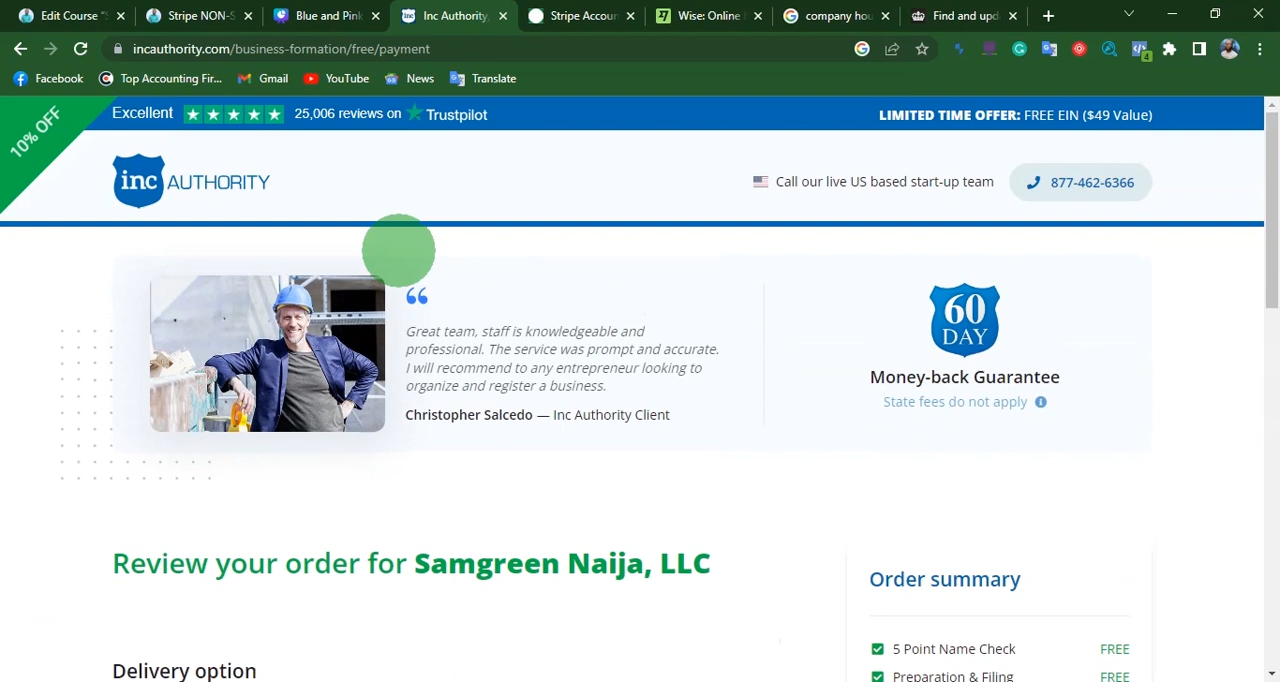 Edit Course "S
Stripe NON-S
Blue and Pink
Inc Authority,
Stripe Accoun
Wise: Online
company hou
Find and upd
incauthority.com/business-formation/free/payment
4
Facebook
Top Accounting Fir...
Gmail
YouTube
News
Translate
10% OFF
Excellent
25,006 reviews on
Trustpilot
LIMITED TIME OFFER: FREE EIN ($49 Value)
inc AUTHORITY
Call our live US based start-up team
877-462-6366
“
Great team, staff is knowledgeable and
professional. The service was prompt and accurate.
I will recommend to any entrepreneur looking to
organize and register a business.
Christopher Salcedo — Inc Authority Client
60
DAY
Money-back Guarantee
State fees do not apply
Review your order for Samgreen Naija, LLC
Delivery option
Order summary
5 Point Name Check FREE
Preparation & Filing FREE